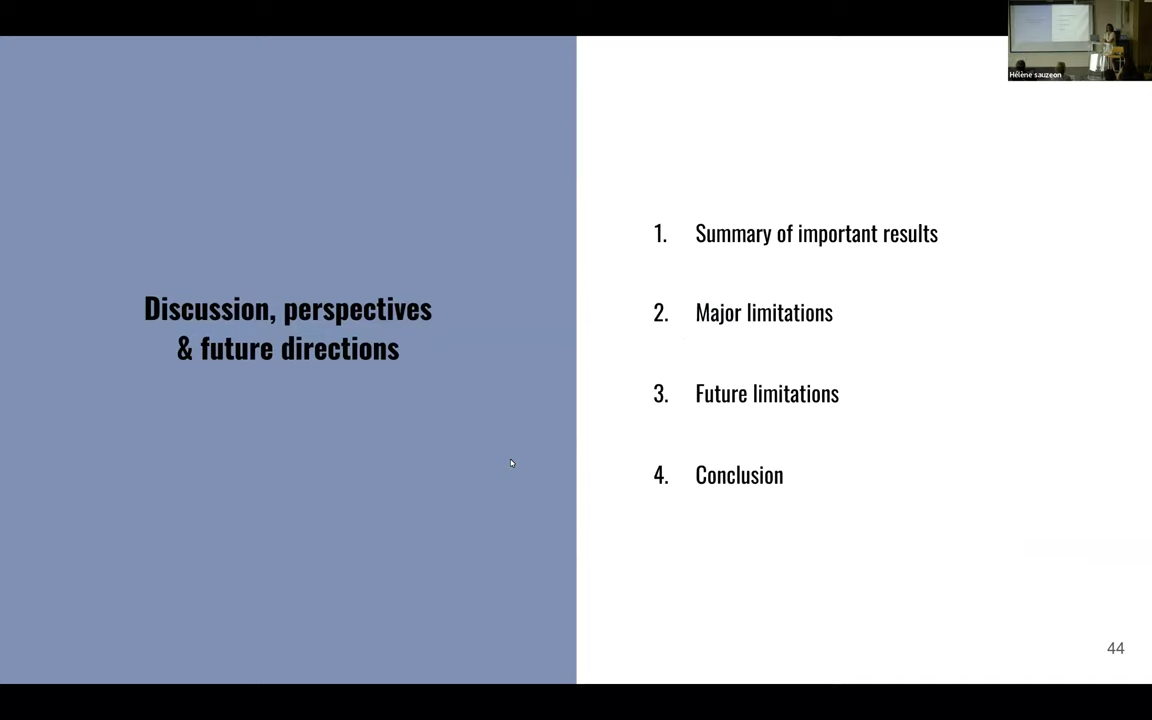 Hélène sauzeon
Discussion, perspectives
& future directions
1. Summary of important results
2. Major limitations
3. Future limitations
4. Conclusion
44